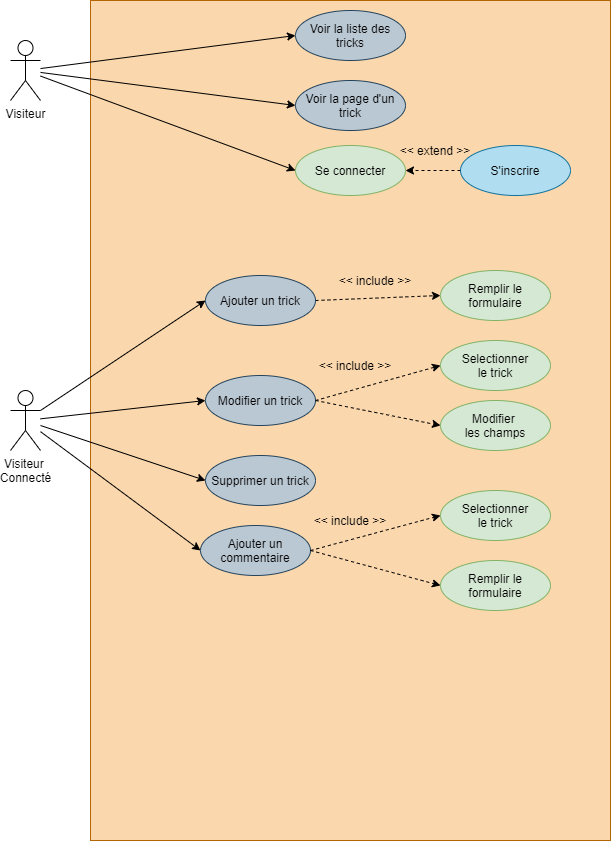 Voir la liste des
tricks
Visiteur
Voir la page d'un
trick
<< extend >>
Se connecter
S'inscrire
<< include >>
Ajouter un trick
Remplir le
formulaire
<< include >>
Selectionner
le trick
Modifier un trick
Modifier
les champs
Visiteur
Connecté
Supprimer un trick
<< include >>
Selectionner
le trick
Ajouter un
commentaire
Remplir le
formulaire